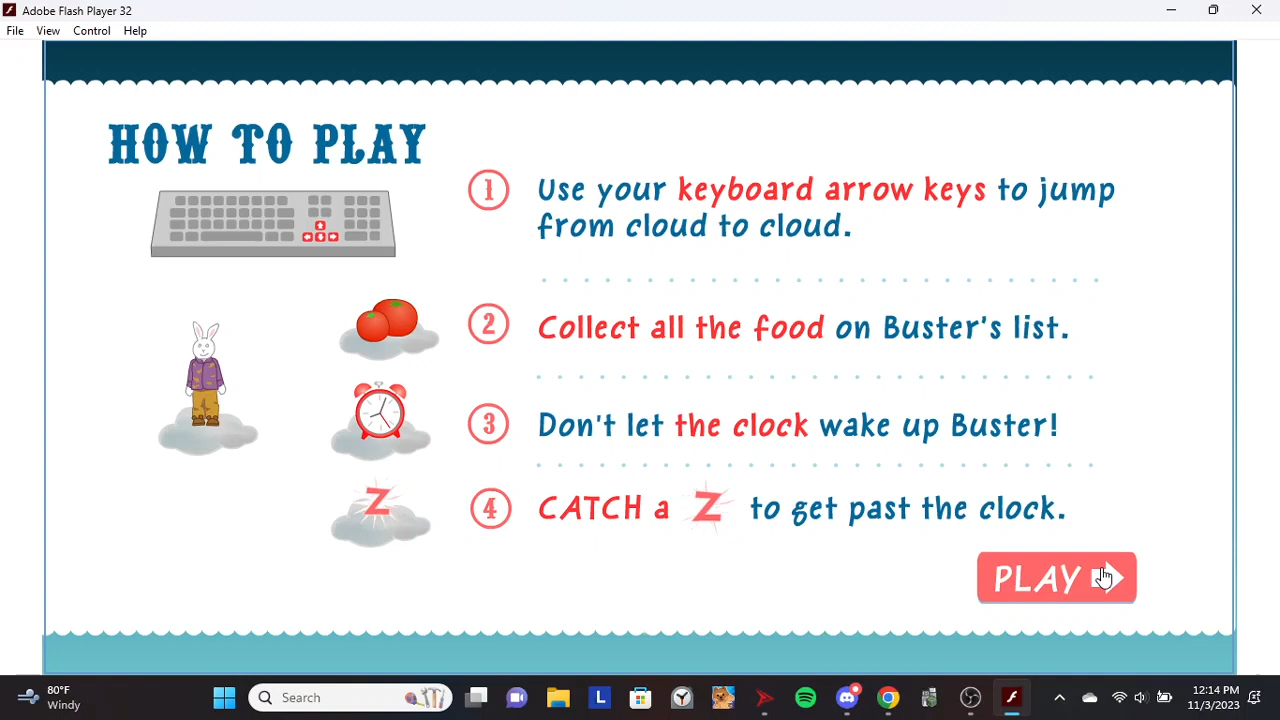 Adobe Flash Player 32
File View Control Help
HOW TO PLAY
1 Use your keyboard arrow keys to jump
from cloud to cloud.
2 Collect all the food on Buster's list.
3 Don't let the clock wake up Buster!
Z
4 CATCH a Z to get past the clock.
PLAY
80°F
Windy
Search
L
12:14 PM
11/3/2023